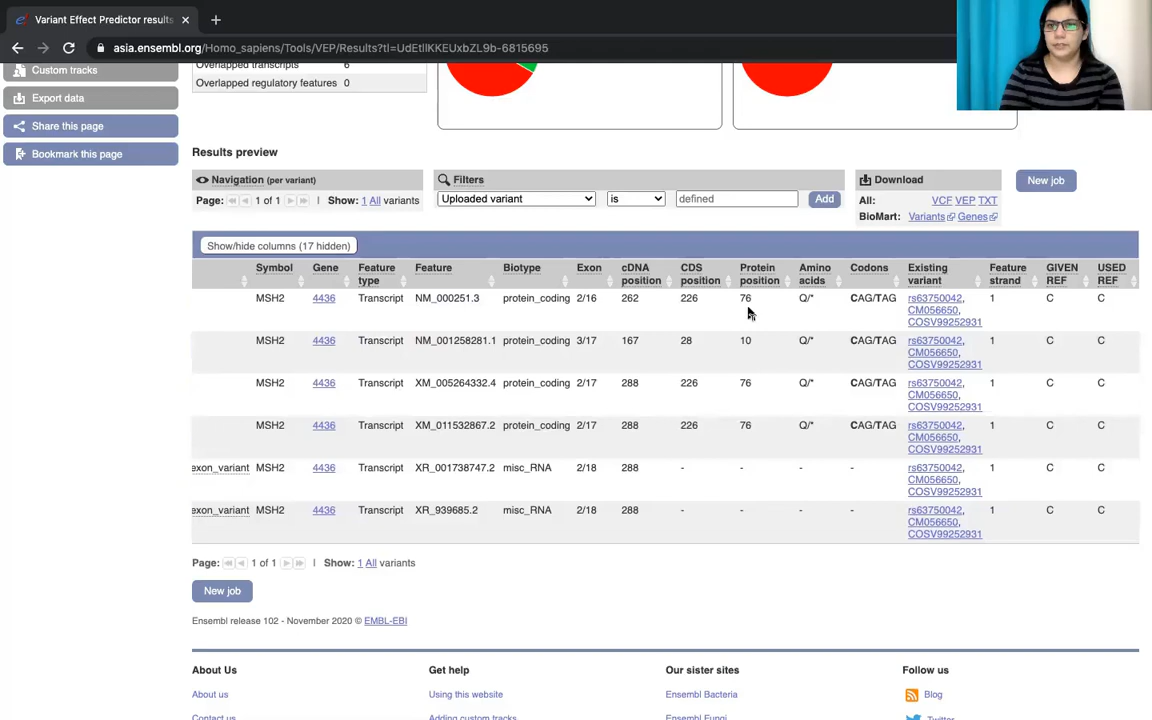 Variant Effect Predictor results
asia.ensembl.org/Homo_sapiens/Tools/VEP/Results?tl=UdEtIlKKEUxbZL9b-6815695
Custom tracks
Export data
Share this page
Bookmark this page
Overlapped transcripts 6
Overlapped regulatory features 0
Results preview
Navigation (per variant)
Page: 1 of 1 | Show: 1 All variants
Filters
Uploaded variant is defined Add
Download
All: VCF VEP TXT
BioMart: Variants Genes
New job
Show/hide columns (17 hidden)
Symbol Gene Feature type Feature Biotype Exon cDNA position CDS position Protein position Amino acids Codons Existing variant Feature strand GIVEN REF USED REF
MSH2 4436 Transcript NM_000251.3 protein_coding 2/16 262 226 76 Q/* CAG/TAG rs63750042, 1 C C
CM056650,
COSV99252931
MSH2 4436 Transcript NM_001258281.1 protein_coding 3/17 167 28 10 Q/* CAG/TAG rs63750042, 1 C C
CM056650,
COSV99252931
MSH2 4436 Transcript XM_005264332.4 protein_coding 2/17 288 226 76 Q/* CAG/TAG rs63750042, 1 C C
CM056650,
COSV99252931
MSH2 4436 Transcript XM_011532867.2 protein_coding 2/17 288 226 76 Q/* CAG/TAG rs63750042, 1 C C
CM056650,
COSV99252931
exon_variant MSH2 4436 Transcript XR_001738747.2 misc_RNA 2/18 288 - - - - rs63750042, 1 C C
CM056650,
COSV99252931
exon_variant MSH2 4436 Transcript XR_939685.2 misc_RNA 2/18 288 - - - - rs63750042, 1 C C
CM056650,
COSV99252931
Page: 1 of 1 | Show: 1 All variants
New job
Ensembl release 102 - November 2020 © EMBL-EBI
About Us Get help Our sister sites Follow us
About us Using this website Ensembl Bacteria Blog
Contact us Adding custom tracks Ensembl Fungi Twitter